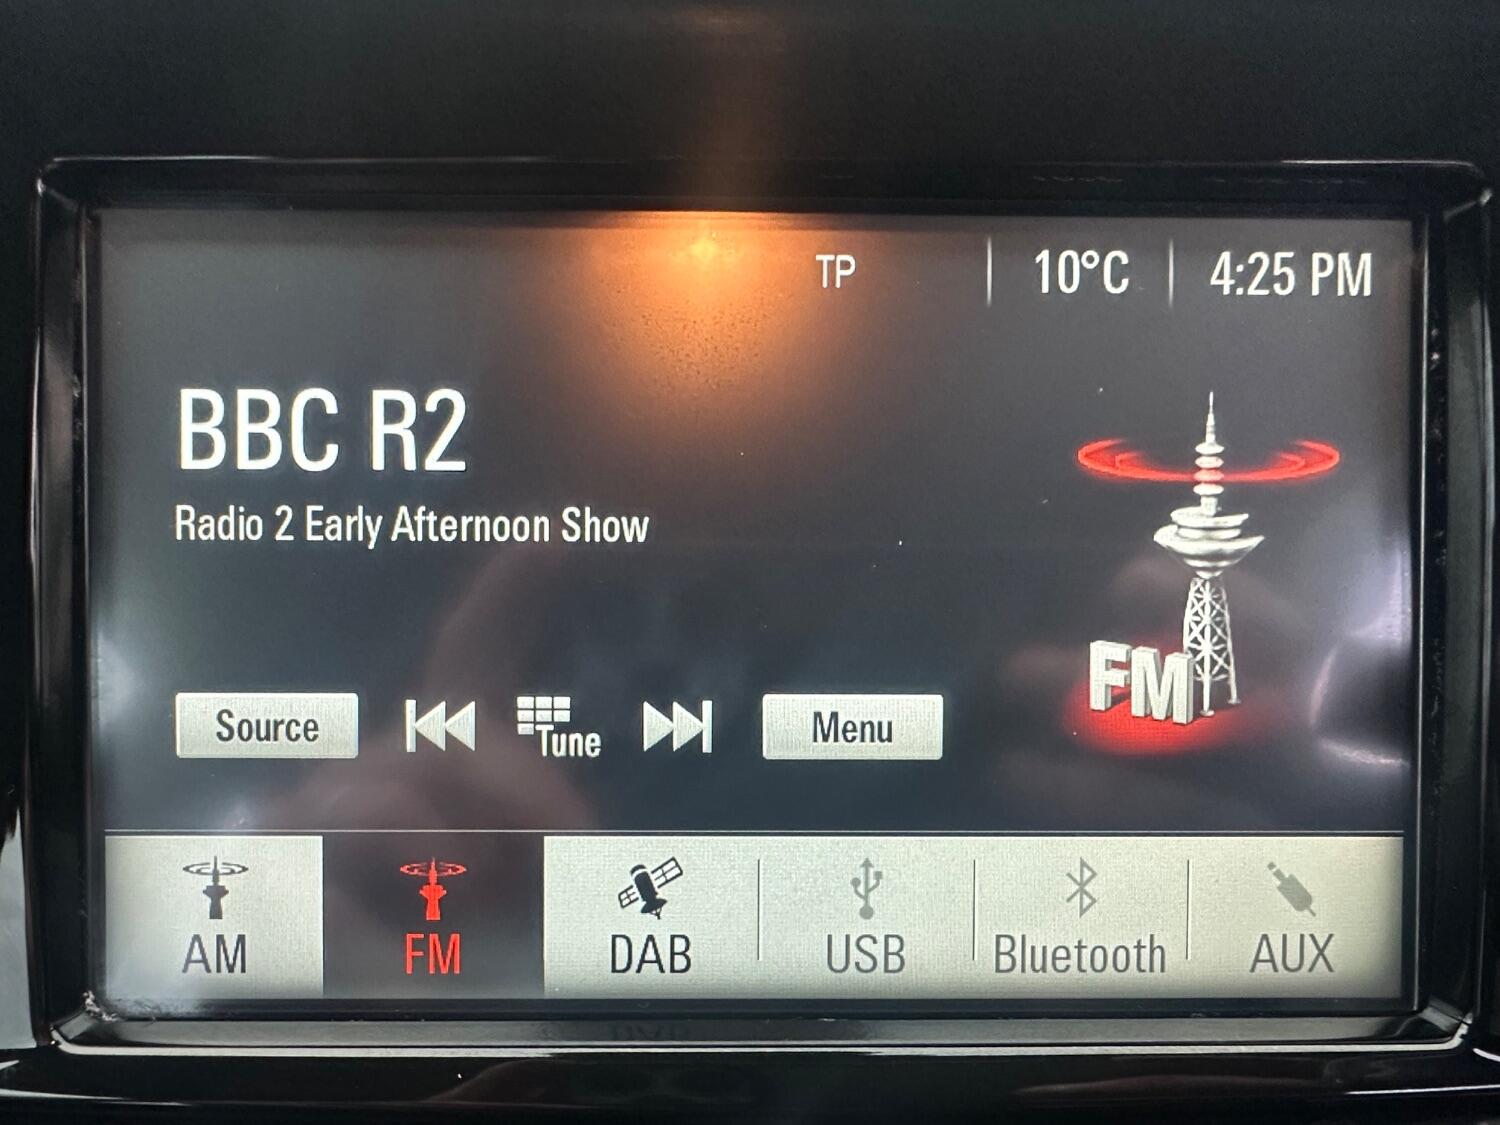 TP 10°C 4:25 PM
BBC R2
Radio 2 Early Afternoon Show
Source Tune Menu
FM
AM FM DAB USB Bluetooth AUX